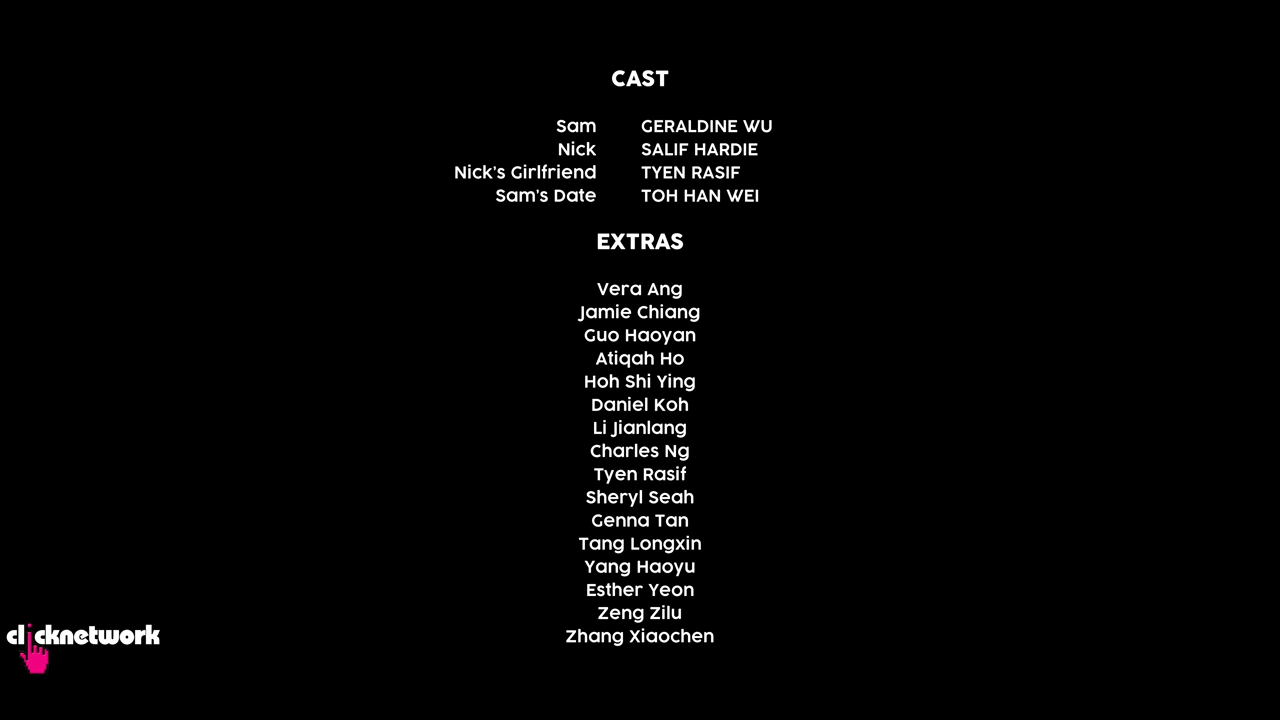 CAST
Sam GERALDINE WU
Nick SALIF HARDIE
Nick's Girlfriend TYEN RASIF
Sam's Date TOH HAN WEI
EXTRAS
Vera Ang
Jamie Chiang
Guo Haoyan
Atiqah Ho
Hoh Shi Ying
Daniel Koh
Li Jianlang
Charles Ng
Tyen Rasif
Sheryl Seah
Genna Tan
Tang Longxin
Yang Haoyu
Esther Yeon
Zeng Zilu
Zhang Xiaochen
clicknetwork